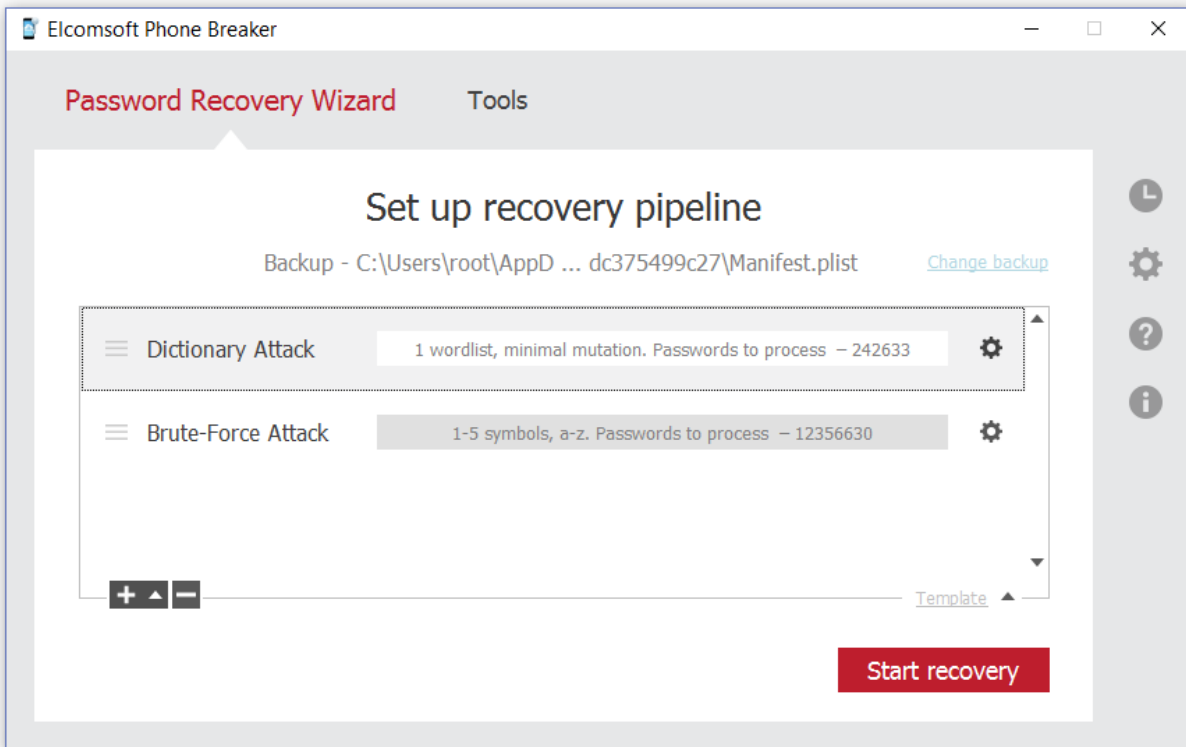 Elcomsoft Phone Breaker
Password Recovery Wizard Tools
Set up recovery pipeline
Backup - C:\Users\root\AppD ... dc375499c27\Manifest.plist Change backup
Dictionary Attack 1 wordlist, minimal mutation. Passwords to process – 242633
Brute-Force Attack 1-5 symbols, a-z. Passwords to process – 12356630
Template
Start recovery